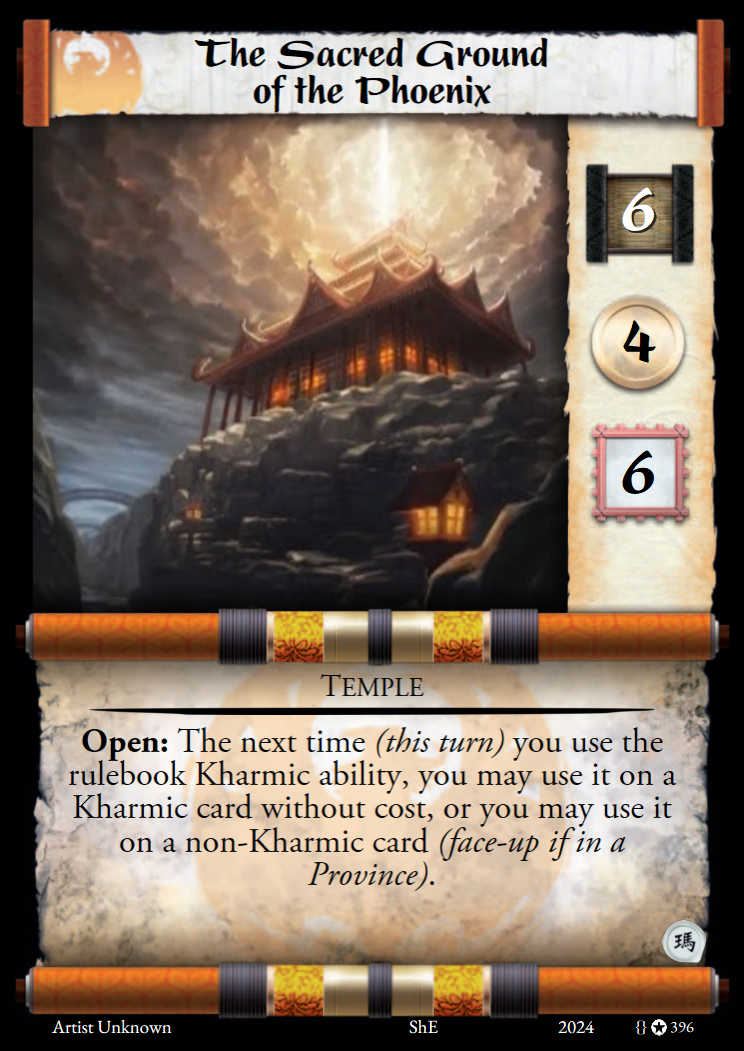 The Sacred Ground
of the Phoenix
6
4
6
TEMPLE
Open: The next time (this turn) you use the
rulebook Kharmic ability, you may use it on a
Kharmic card without cost, or you may use it
on a non-Kharmic card (face-up if in a
Province).
瑪
Artist Unknown ShE 2024 {} ✪ 396